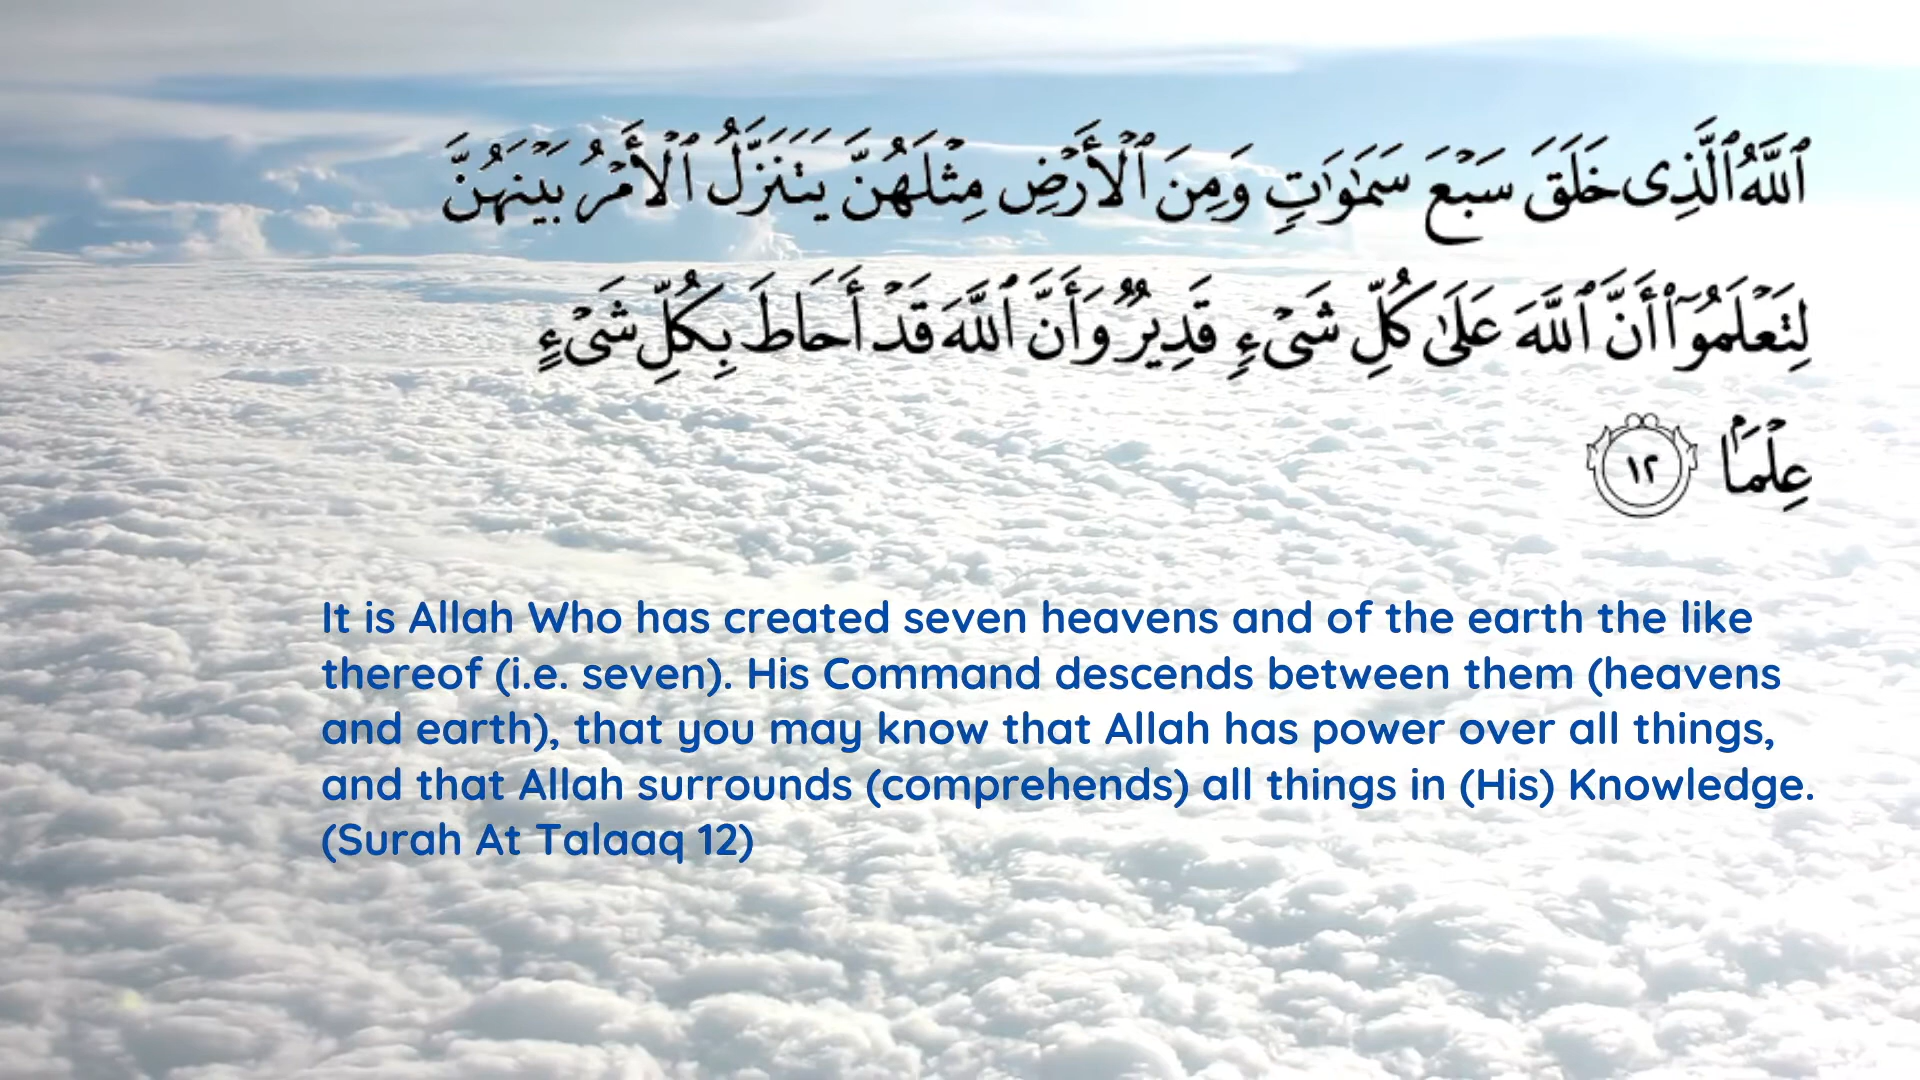 ٱللَّهُ ٱلَّذِى خَلَقَ سَبْعَ سَمَٰوَٰتٍ وَمِنَ ٱلْأَرْضِ مِثْلَهُنَّ يَتَنَزَّلُ ٱلْأَمْرُ بَيْنَهُنَّ
لِتَعْلَمُوٓا۟ أَنَّ ٱللَّهَ عَلَىٰ كُلِّ شَىْءٍ قَدِيرٌ وَأَنَّ ٱللَّهَ قَدْ أَحَاطَ بِكُلِّ شَىْءٍ
عِلْمًۢا ١٢
It is Allah Who has created seven heavens and of the earth the like
thereof (i.e. seven). His Command descends between them (heavens
and earth), that you may know that Allah has power over all things,
and that Allah surrounds (comprehends) all things in (His) Knowledge.
(Surah At Talaaq 12)